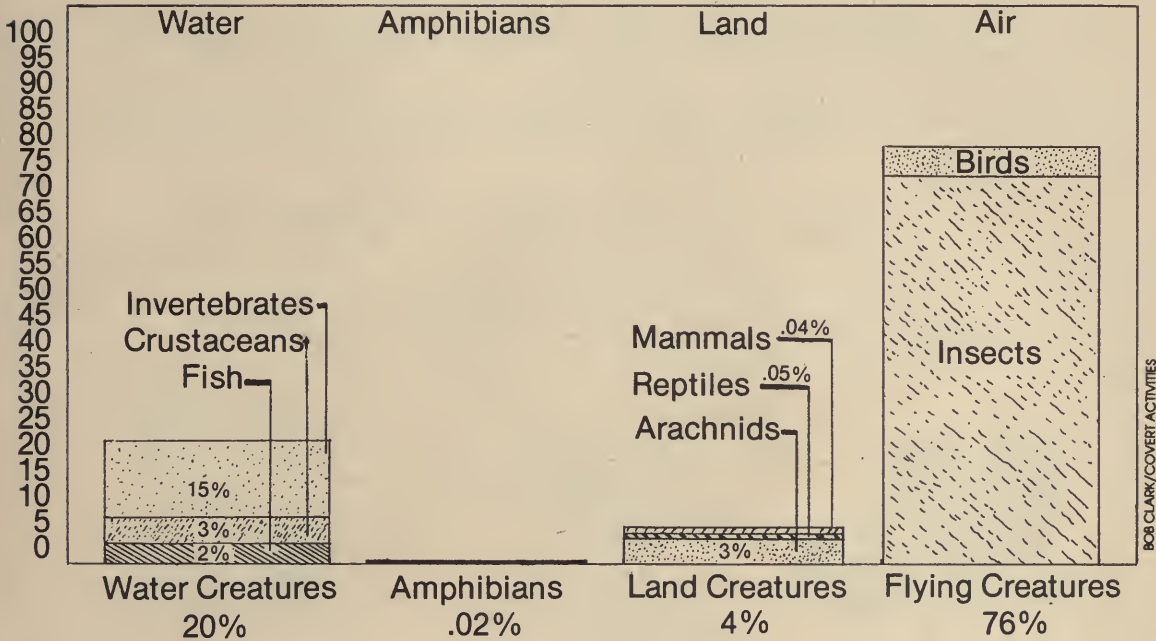 Water Amphibians Land Air
100
95
90
85
80
75
70
65
60
55
50
45
40
35
30
25
20
15
10
5
0
Invertebrates
Crustaceans
Fish
15%
3%
2%
Mammals .04%
Reptiles .05%
Arachnids
3%
Birds
Insects
Water Creatures
20%
Amphibians
.02%
Land Creatures
4%
Flying Creatures
76%
BOB CLARK/COVERT ACTIVITIES